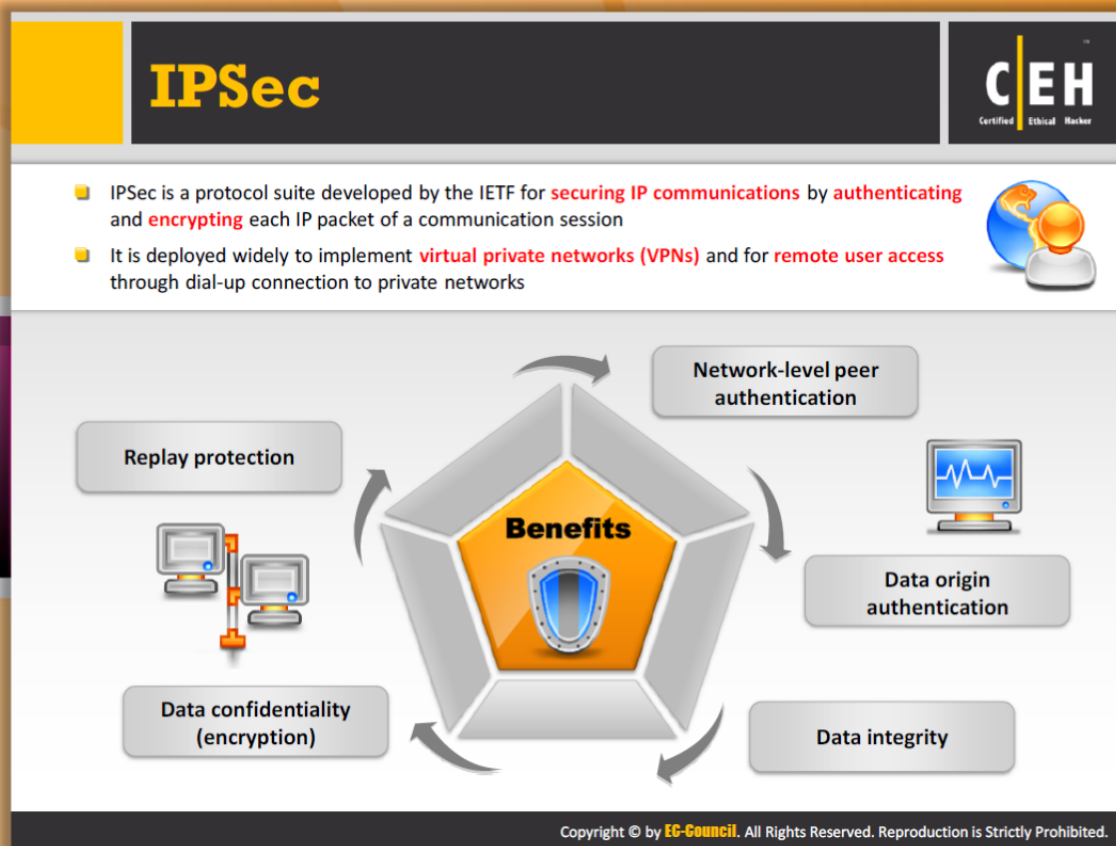 IPSec
C|EH
TM
Certified Ethical Hacker
IPSec is a protocol suite developed by the IETF for securing IP communications by authenticating
and encrypting each IP packet of a communication session
It is deployed widely to implement virtual private networks (VPNs) and for remote user access
through dial-up connection to private networks
Network-level peer
authentication
Replay protection
Benefits
Data origin
authentication
Data confidentiality
(encryption)
Data integrity
Copyright © by EC-Council. All Rights Reserved. Reproduction is Strictly Prohibited.